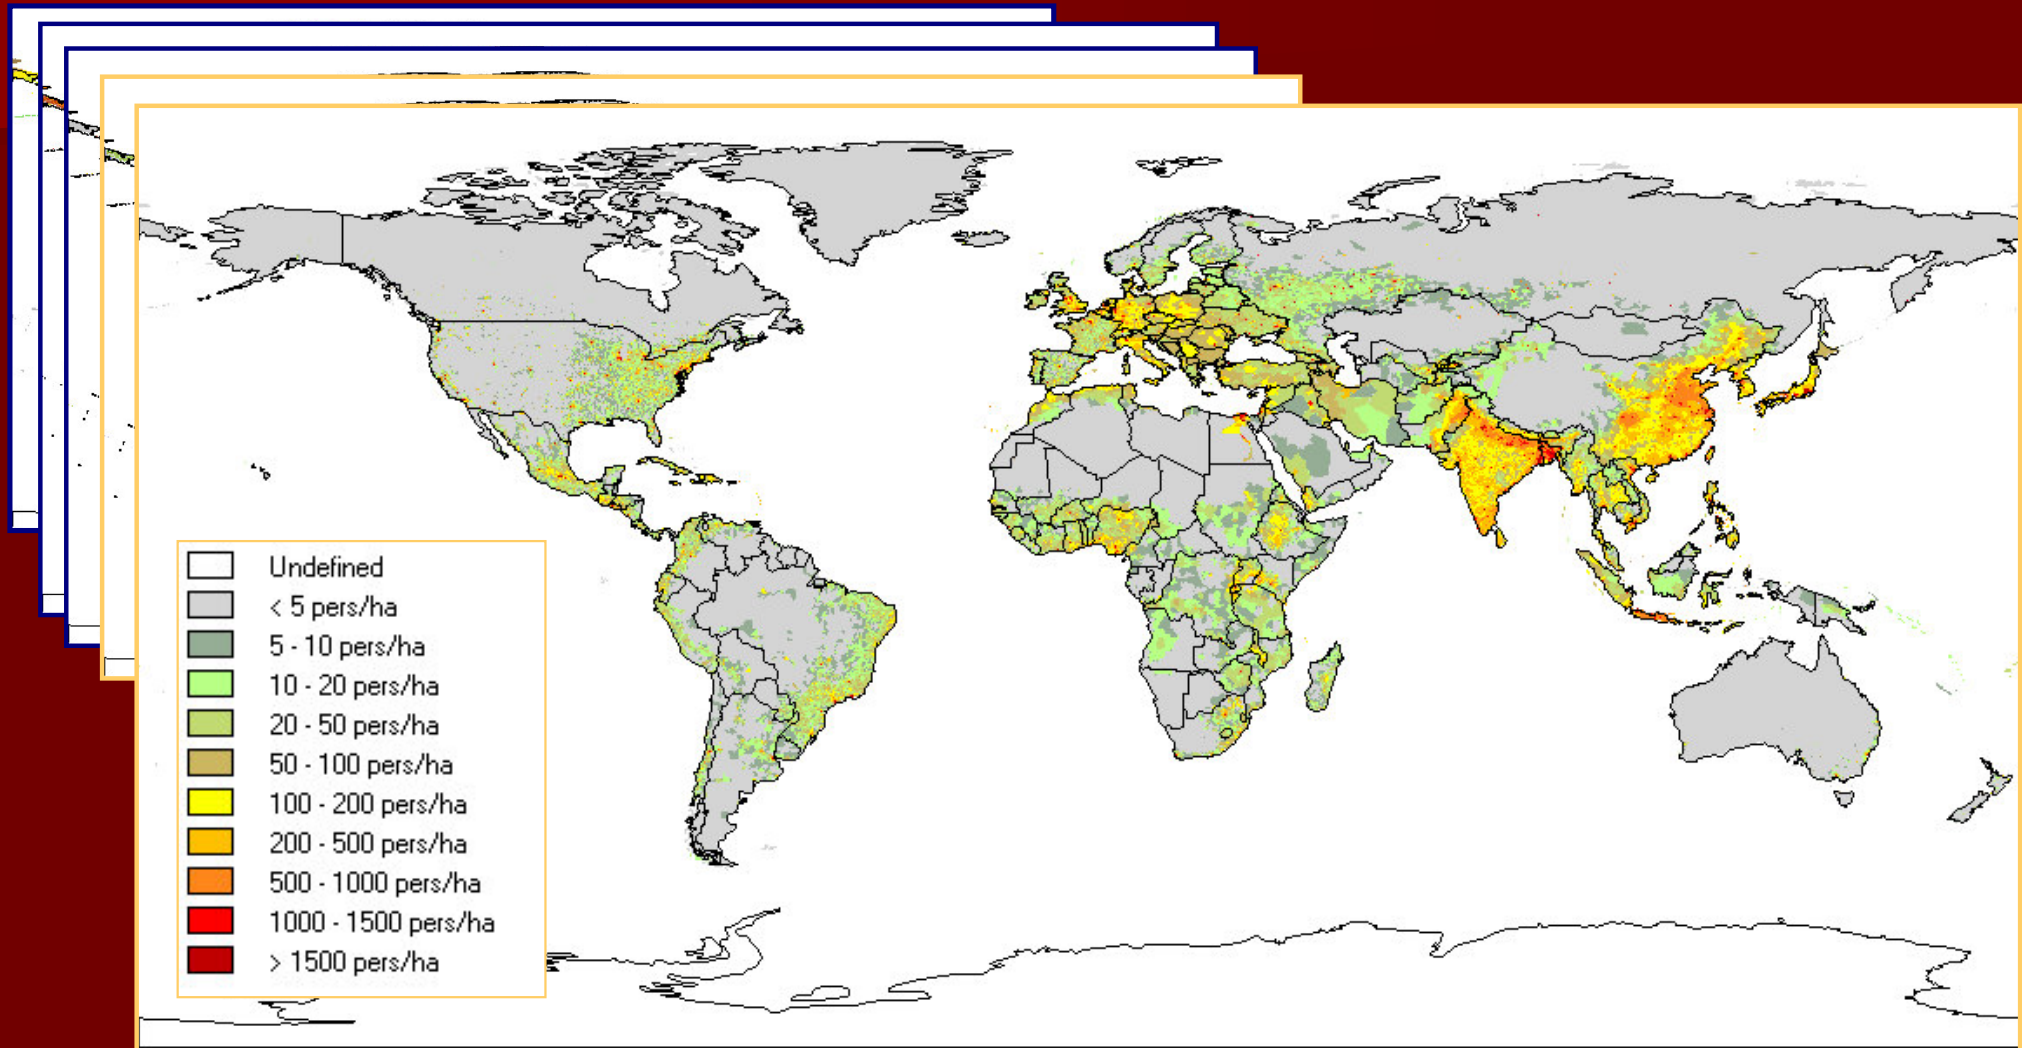 Undefined
< 5 pers/ha
5 - 10 pers/ha
10 - 20 pers/ha
20 - 50 pers/ha
50 - 100 pers/ha
100 - 200 pers/ha
200 - 500 pers/ha
500 - 1000 pers/ha
1000 - 1500 pers/ha
> 1500 pers/ha